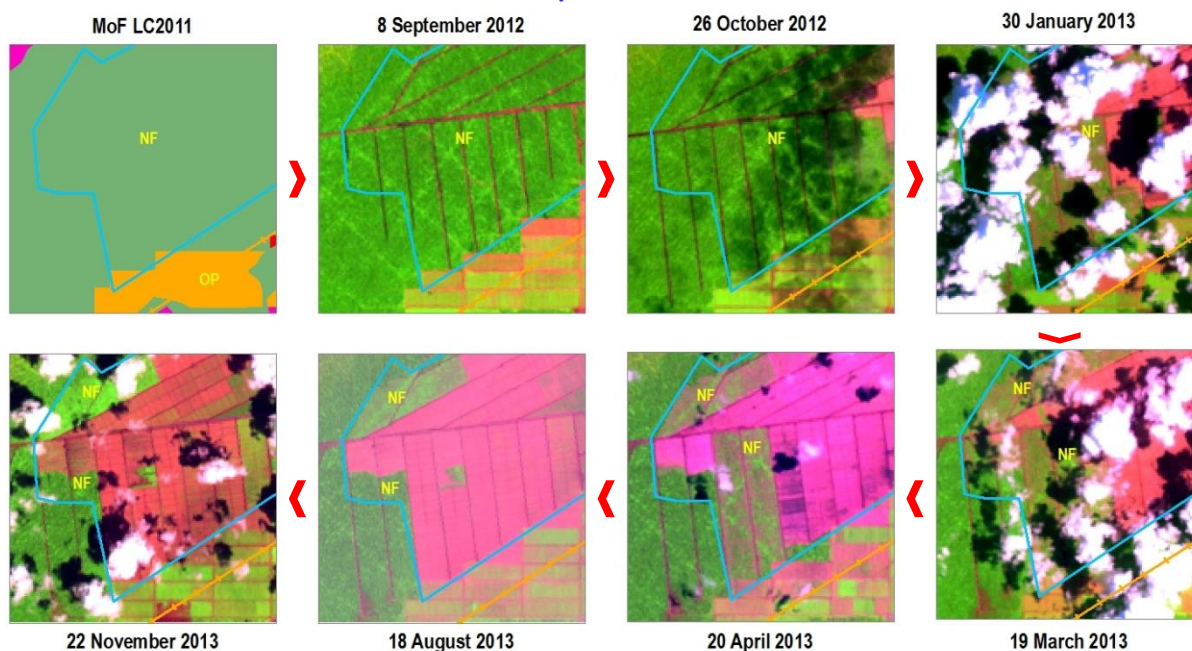 MoF LC2011
8 September 2012
26 October 2012
30 January 2013
NF
OP
NF
NF
NF
NF
NF
NF
NF
NF
NF
NF
NF
22 November 2013
18 August 2013
20 April 2013
19 March 2013